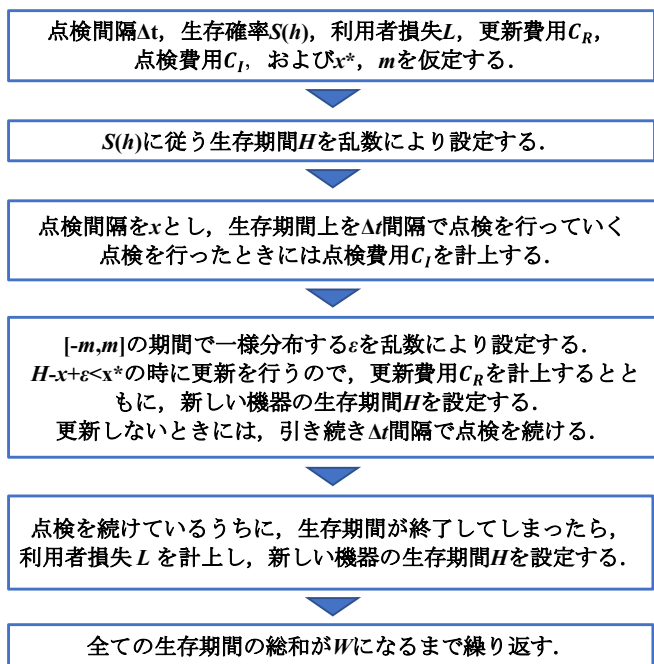 点検間隔Δt，生存確率S(h)，利用者損失L，更新費用C_R，
点検費用C_I，およびx*，mを仮定する．
S(h)に従う生存期間Hを乱数により設定する．
点検間隔をxとし，生存期間上をΔt間隔で点検を行っていく
点検を行ったときには点検費用C_Iを計上する．
[-m,m]の期間で一様分布するεを乱数により設定する．
H-x+ε<x*の時に更新を行うので，更新費用C_Rを計上するとと
もに，新しい機器の生存期間Hを設定する．
更新しないときには，引き続きΔt間隔で点検を続ける．
点検を続けているうちに，生存期間が終了してしまったら，
利用者損失 L を計上し，新しい機器の生存期間Hを設定する．
全ての生存期間の総和がWになるまで繰り返す．